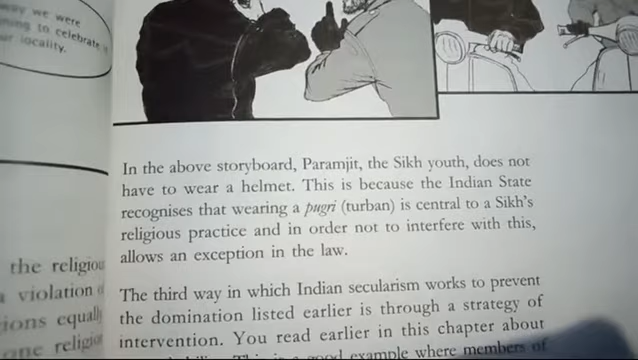 way we were
ning to celebrate
ur locality.
In the above storyboard, Paramjit, the Sikh youth, does not
have to wear a helmet. This is because the Indian State
recognises that wearing a pugri (turban) is central to a Sikh's
religious practice and in order not to interfere with this,
allows an exception in the law.
The third way in which Indian secularism works to prevent
the domination listed earlier is through a strategy of
intervention. You read earlier in this chapter about
good example where members of
the religiou
a violation
ions equally
one religio